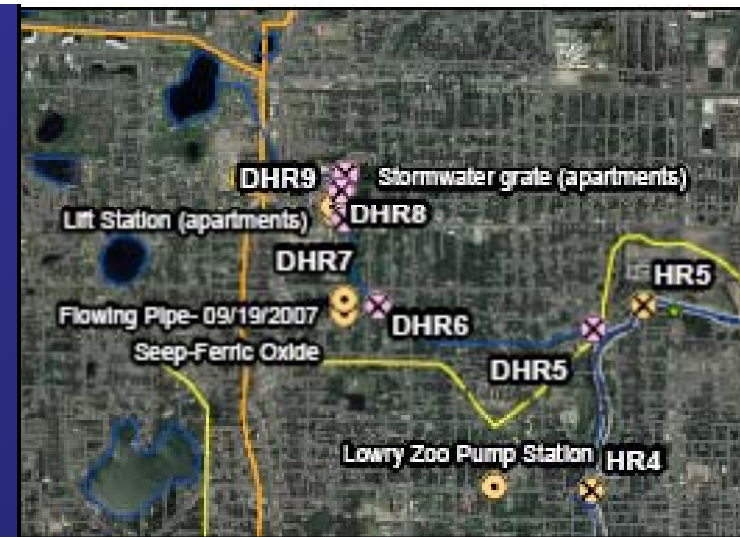 DHR9
Stormwater grate (apartments)
Lift Station (apartments)
DHR8
DHR7
HR5
Flowing Pipe- 09/19/2007
DHR6
Seep-Ferric Oxide
DHR5
Lowry Zoo Pump Station
HR4